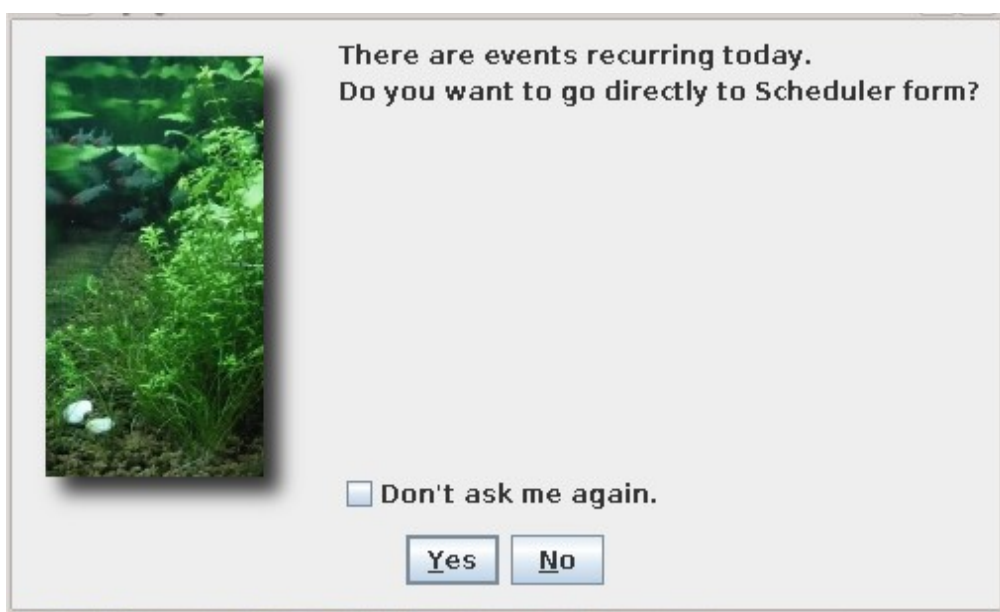 There are events recurring today.
Do you want to go directly to Scheduler form?
Don't ask me again.
Yes No